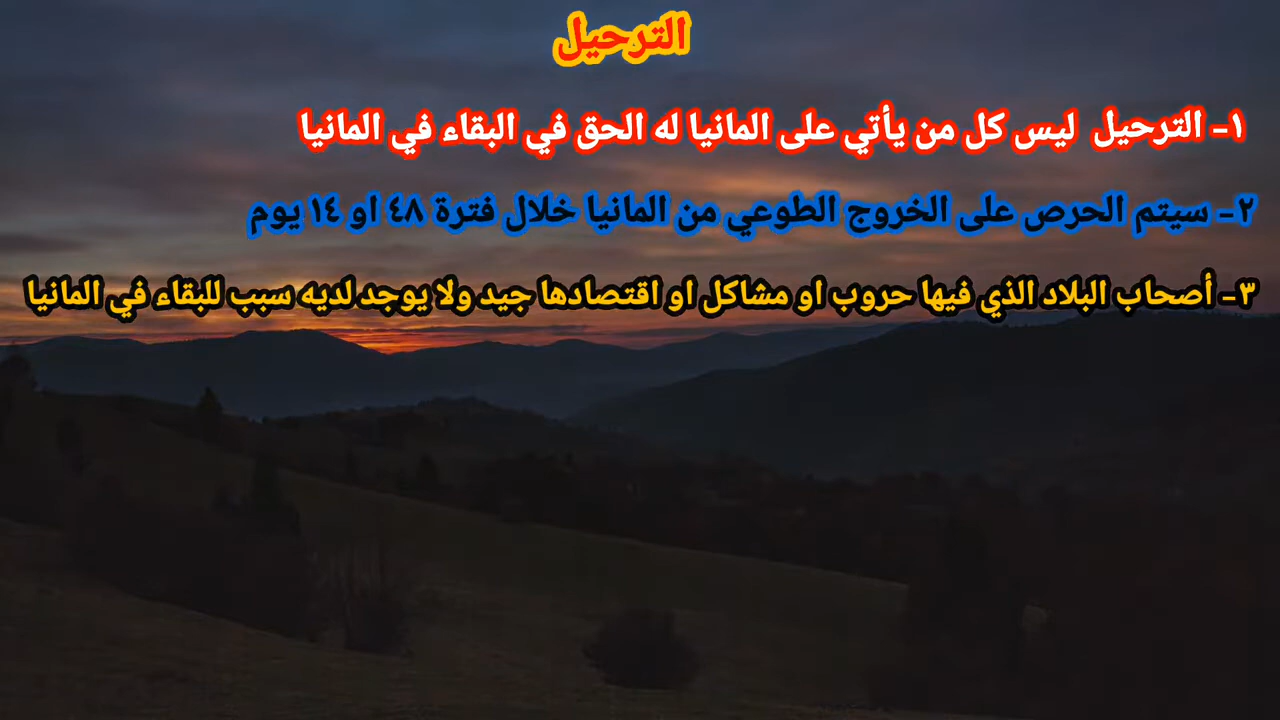 الترحيل
١- الترحيل ليس كل من يأتي على المانيا له الحق في البقاء في المانيا
٢- سيتم الحرص على الخروج الطوعي من المانيا خلال فترة ٤٨ او ١٤ يوم
٣- أصحاب البلاد الذي فيها حروب او مشاكل او اقتصادها جيد ولا يوجد لديه سبب للبقاء في المانيا